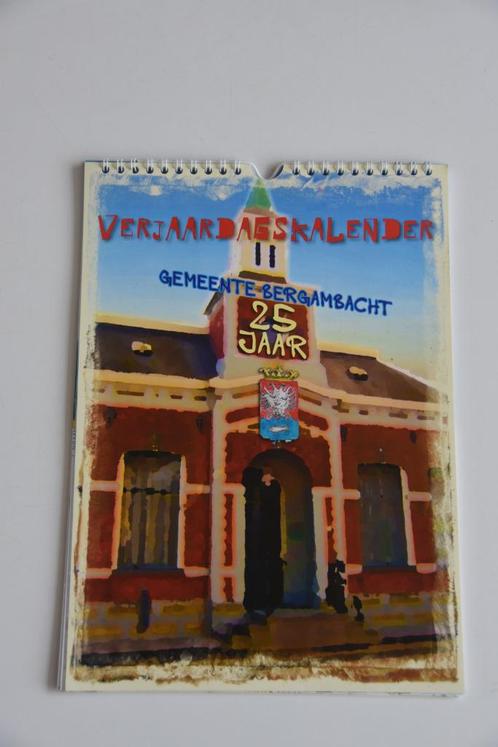 VERJAARDAGSKALENDER
GEMEENTE BERGAMBACHT
25
JAAR